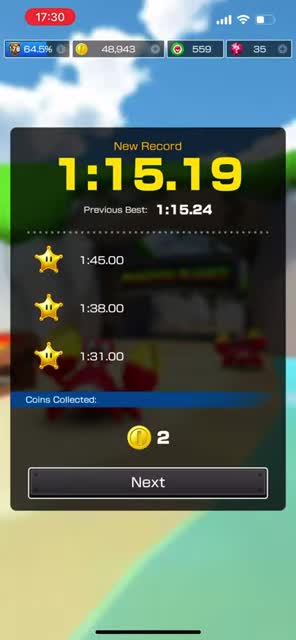 17:30
64.5% 48,943 559 35
New Record
1:15.19
Previous Best: 1:15.24
1:45.00
1:38.00
1:31.00
Coins Collected:
2
Next